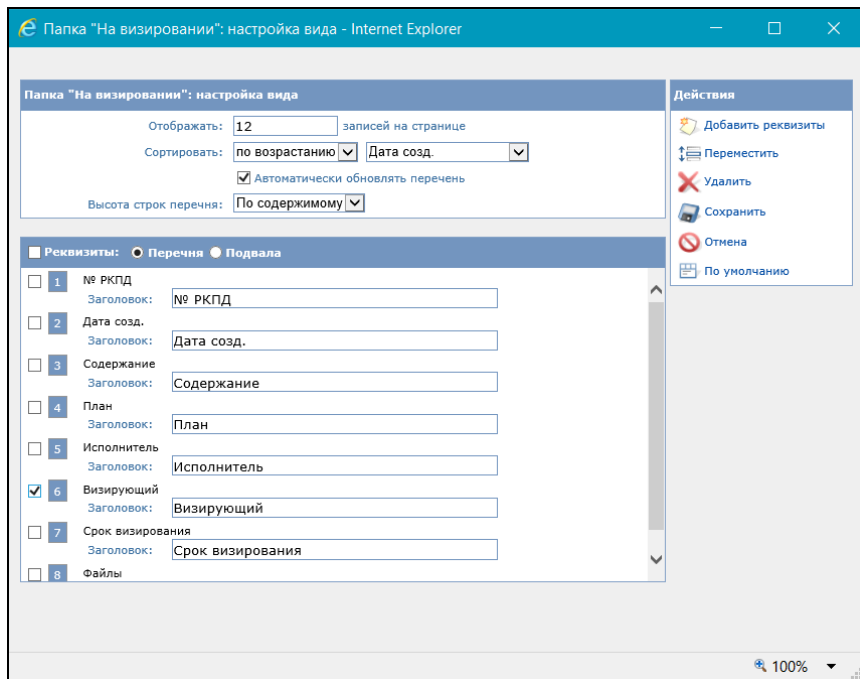 Папка "На визировании": настройка вида - Internet Explorer
Папка "На визировании": настройка вида
Отображать: 12 записей на странице
Сортировать: по возрастанию Дата созд.
Автоматически обновлять перечень
Высота строк перечня: По содержимому
Действия
Добавить реквизиты
Переместить
Удалить
Сохранить
Отмена
По умолчанию
Реквизиты: Перечня Подвала
1 № РКПД
Заголовок: № РКПД
2 Дата созд.
Заголовок: Дата созд.
3 Содержание
Заголовок: Содержание
4 План
Заголовок: План
5 Исполнитель
Заголовок: Исполнитель
6 Визирующий
Заголовок: Визирующий
7 Срок визирования
Заголовок: Срок визирования
8 Файлы
100%